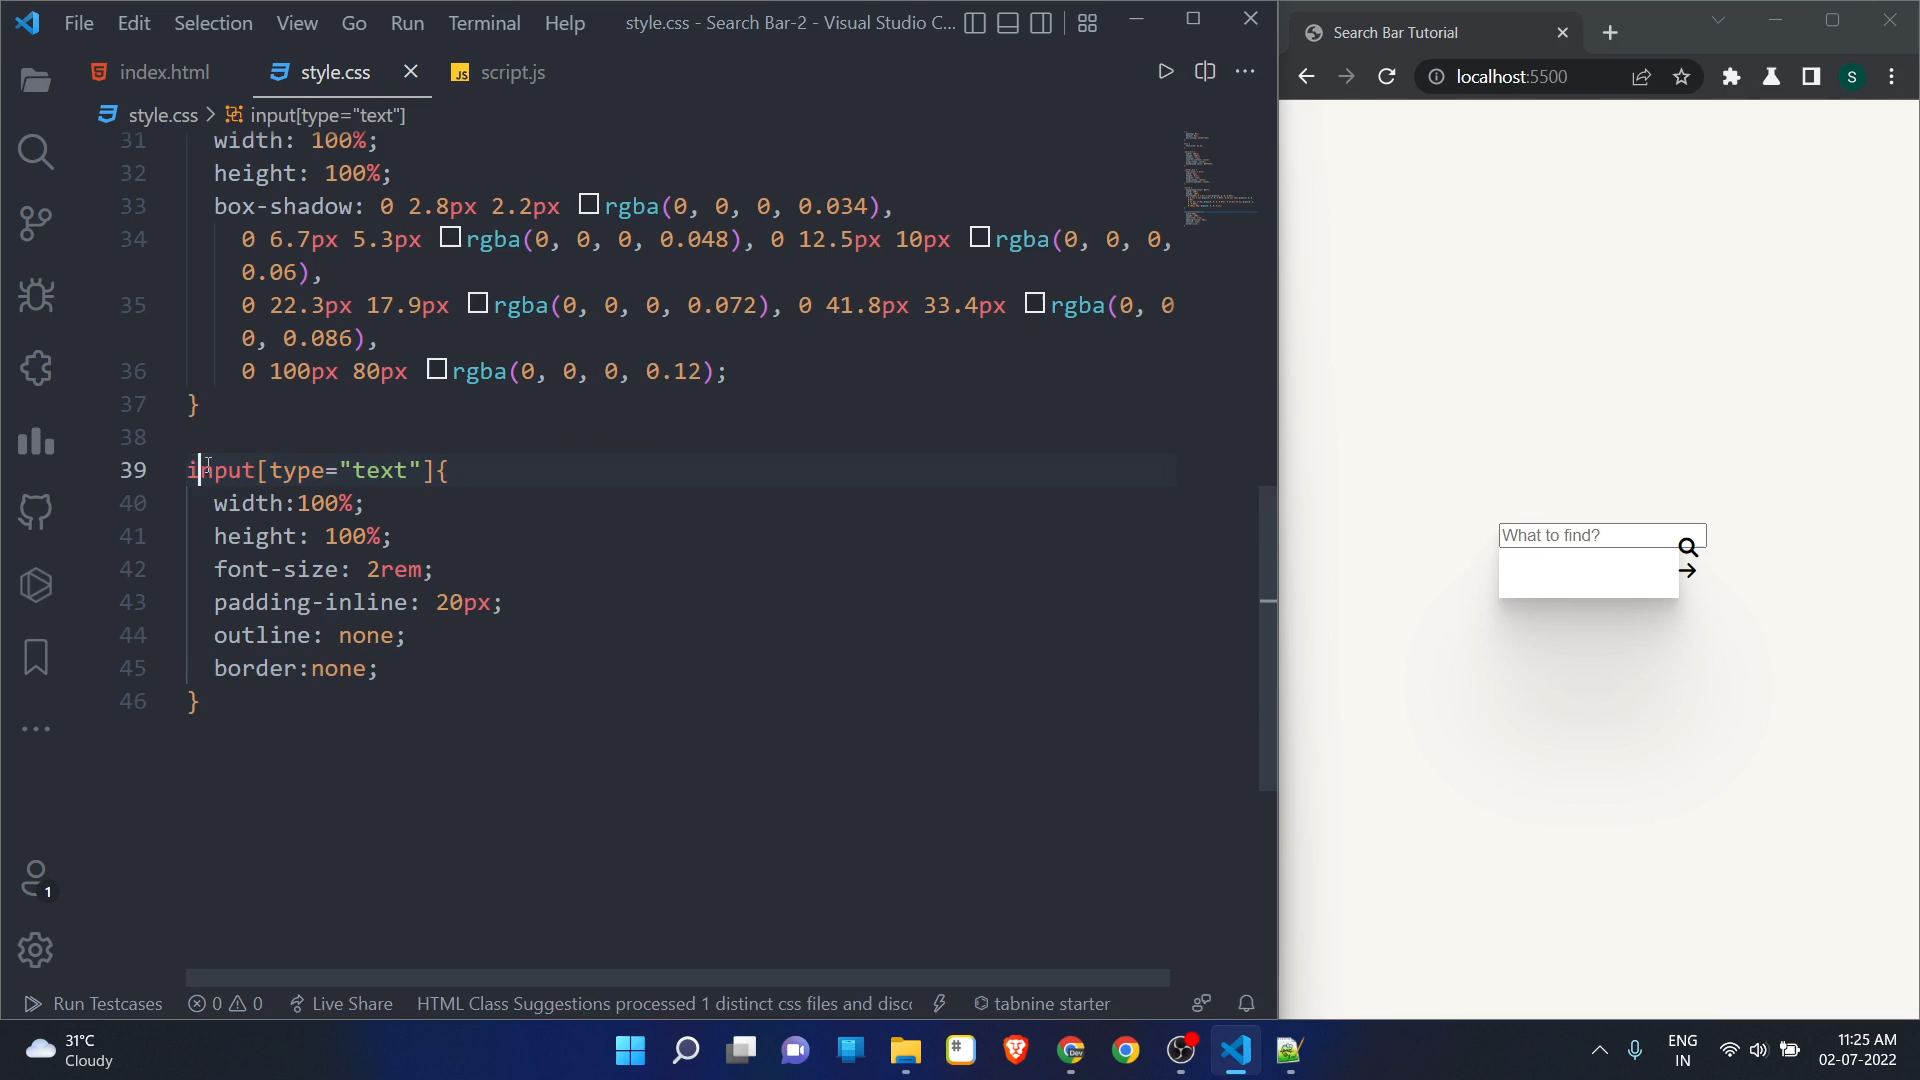 File Edit Selection View Go Run Terminal Help style.css - Search Bar-2 - Visual Studio C...
index.html style.css JS script.js
style.css > input[type="text"]
31 width: 100%;
32 height: 100%;
33 box-shadow: 0 2.8px 2.2px rgba(0, 0, 0, 0.034),
34 0 6.7px 5.3px rgba(0, 0, 0, 0.048), 0 12.5px 10px rgba(0, 0, 0,
0.06),
35 0 22.3px 17.9px rgba(0, 0, 0, 0.072), 0 41.8px 33.4px rgba(0, 0
0, 0.086),
36 0 100px 80px rgba(0, 0, 0, 0.12);
37 }
38
39 input[type="text"]{
40 width:100%;
41 height: 100%;
42 font-size: 2rem;
43 padding-inline: 20px;
44 outline: none;
45 border:none;
46 }
1
Run Testcases 0 0 Live Share HTML Class Suggestions processed 1 distinct css files and disc tabnine starter
Search Bar Tutorial
localhost:5500 S
What to find?
31°C
Cloudy
Dev
ENG
IN
11:25 AM
02-07-2022